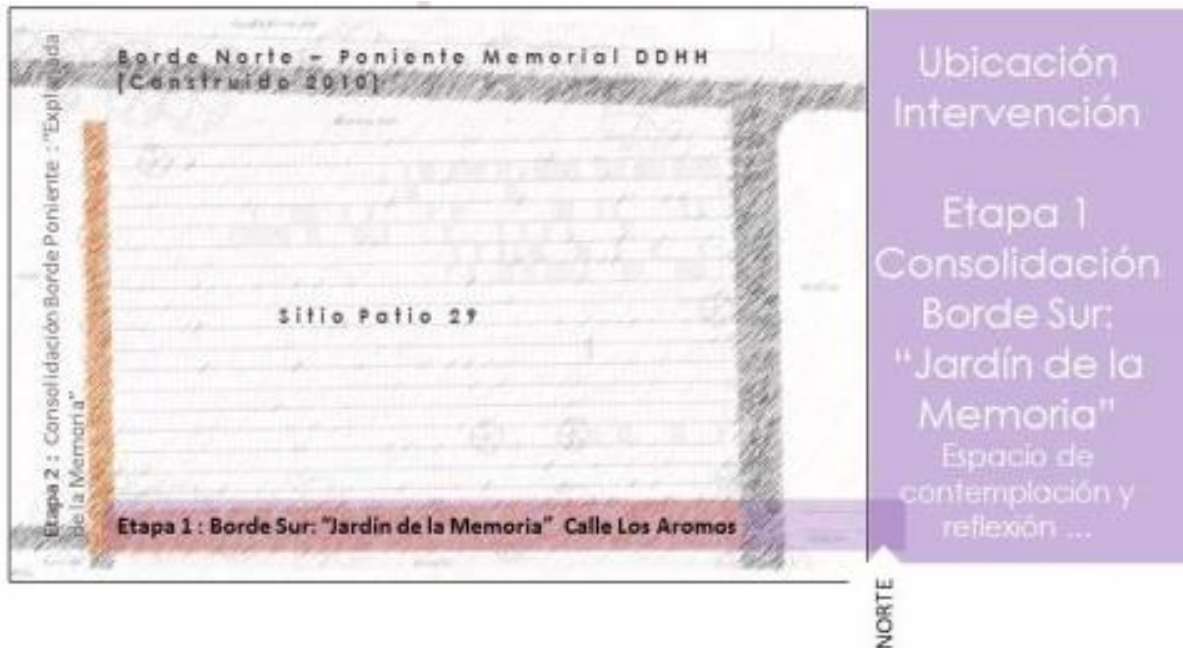 Borde Norte – Poniente Memorial DDHH
[Construido 2010]
Etapa 2 : Consolidación Borde Poniente : "Explanada
de la Memoria"
Sitio Patio 29
Etapa 1 : Borde Sur: "Jardín de la Memoria" Calle Los Aromos
Ubicación
Intervención
Etapa 1
Consolidación
Borde Sur:
"Jardín de la
Memoria"
Espacio de
contemplación y
reflexión ...
NORTE